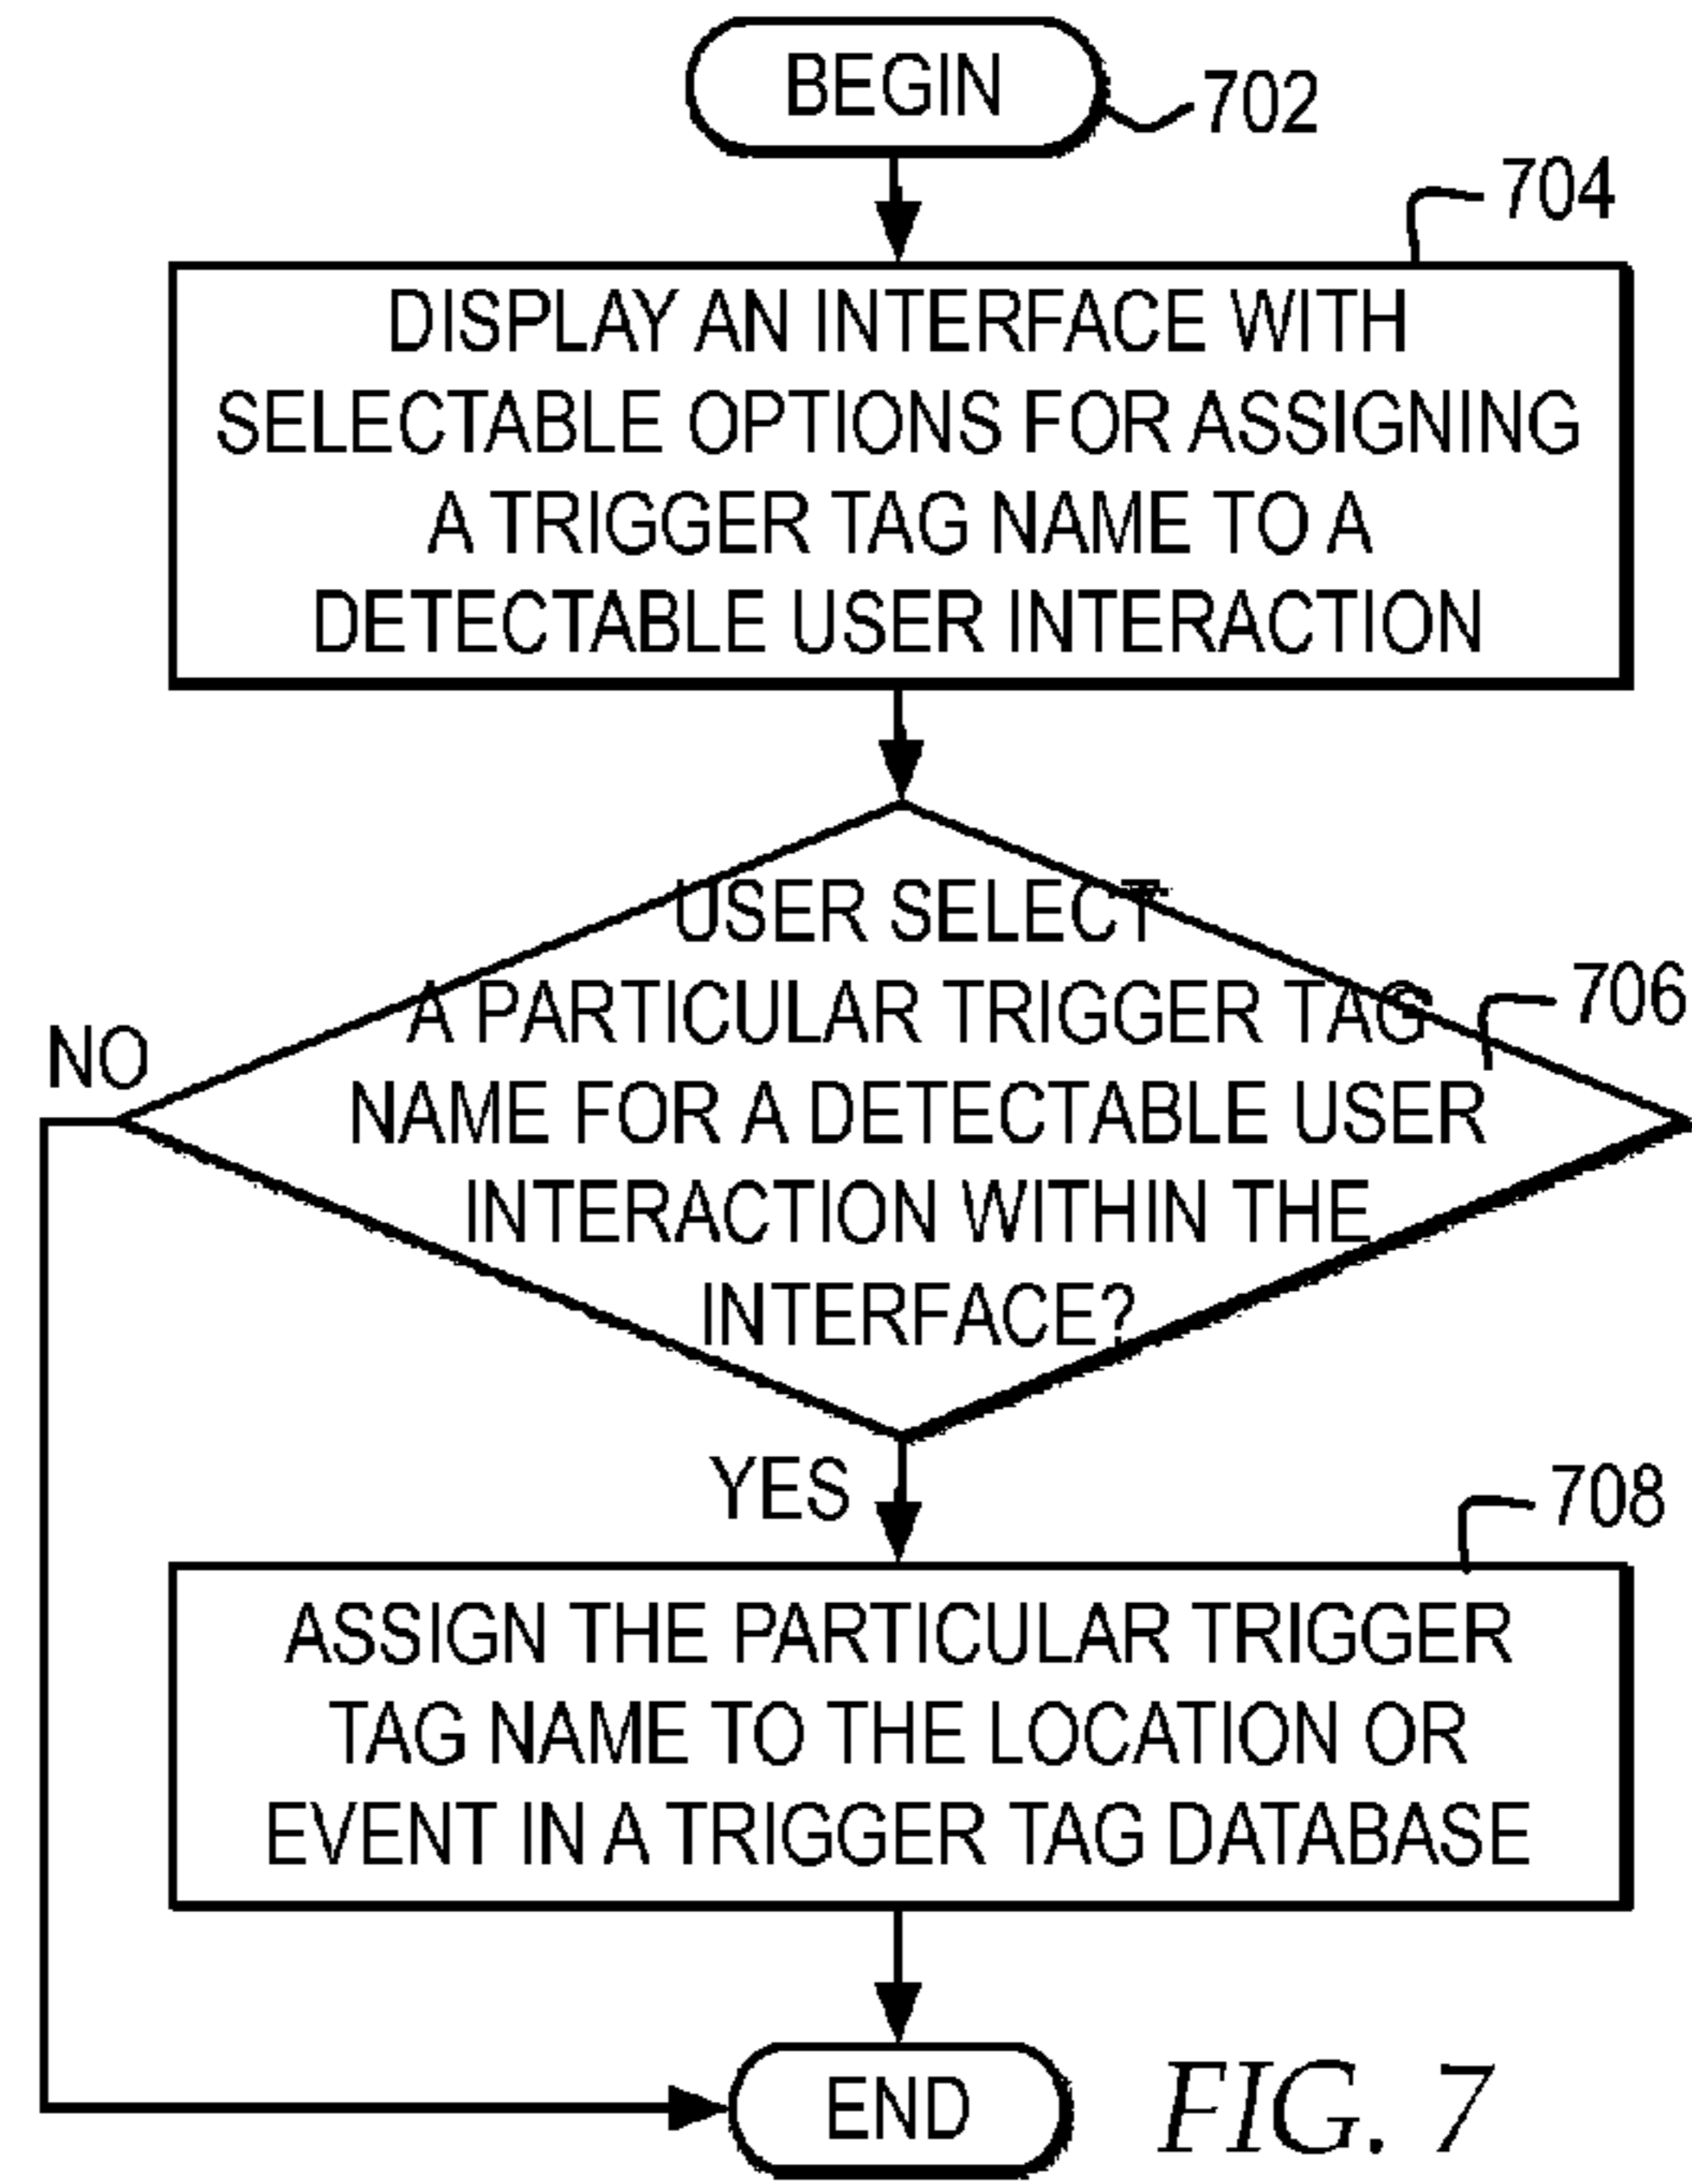 BEGIN
702
704
DISPLAY AN INTERFACE WITH
SELECTABLE OPTIONS FOR ASSIGNING
A TRIGGER TAG NAME TO A
DETECTABLE USER INTERACTION
USER SELECT
A PARTICULAR TRIGGER TAG
706
NO
NAME FOR A DETECTABLE USER
INTERACTION WITHIN THE
INTERFACE?
YES
708
ASSIGN THE PARTICULAR TRIGGER
TAG NAME TO THE LOCATION OR
EVENT IN A TRIGGER TAG DATABASE
END
FIG. 7